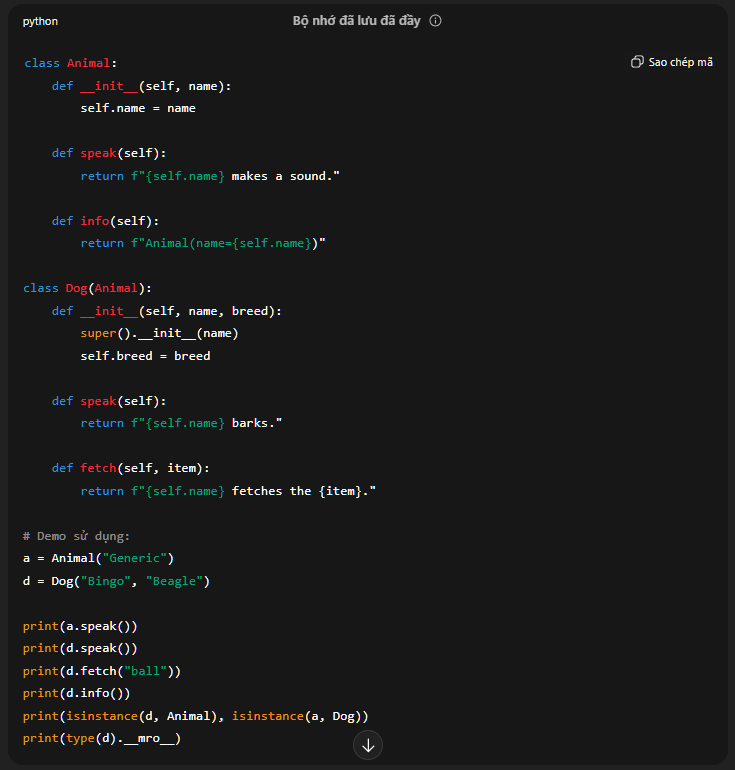 python
Bộ nhớ đã lưu đã đầy
Sao chép mã
class Animal:
    def __init__(self, name):
        self.name = name

    def speak(self):
        return f"{self.name} makes a sound."

    def info(self):
        return f"Animal(name={self.name})"

class Dog(Animal):
    def __init__(self, name, breed):
        super().__init__(name)
        self.breed = breed

    def speak(self):
        return f"{self.name} barks."

    def fetch(self, item):
        return f"{self.name} fetches the {item}."

# Demo sử dụng:
a = Animal("Generic")
d = Dog("Bingo", "Beagle")

print(a.speak())
print(d.speak())
print(d.fetch("ball"))
print(d.info())
print(isinstance(d, Animal), isinstance(a, Dog))
print(type(d).__mro__)